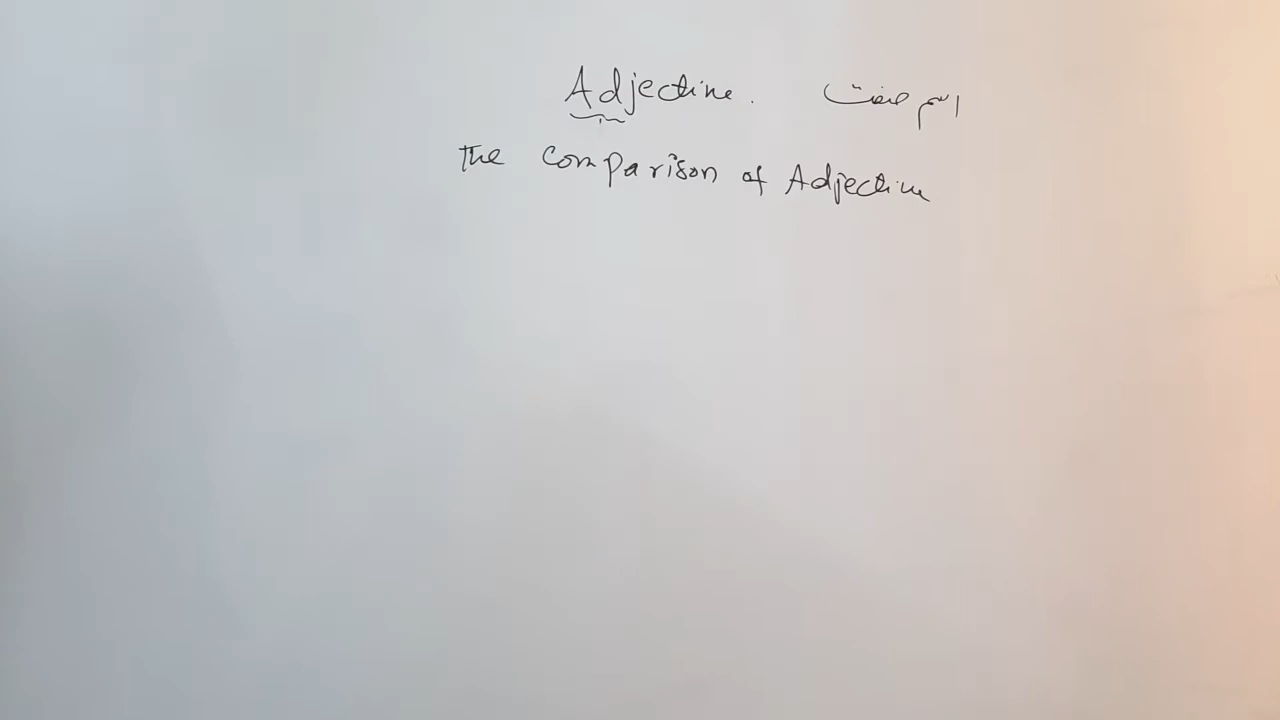 Adjective. اسم صفت
The Comparison of Adjective